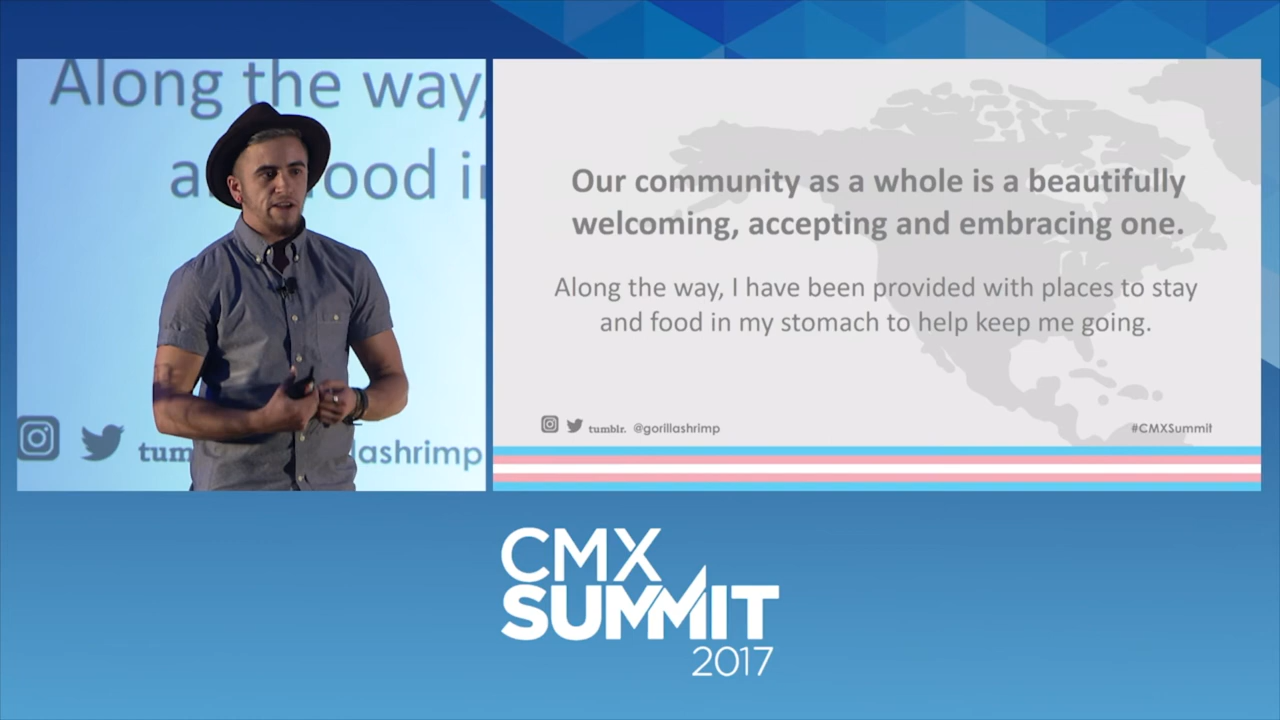 Along the way,
food in
tumb
lashrimp
Our community as a whole is a beautifully
welcoming, accepting and embracing one.
Along the way, I have been provided with places to stay
and food in my stomach to help keep me going.
tumblr. @gorillashrimp
#CMXSummit
CMX
SUMMIT
2017